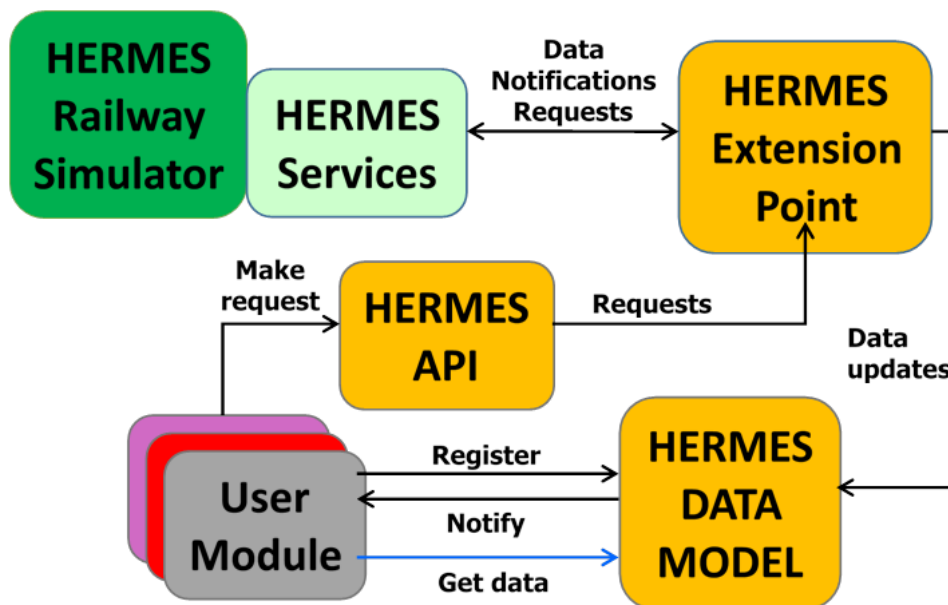 HERMES
Railway
Simulator
HERMES
Services
Data
Notifications
Requests
HERMES
Extension
Point
Make
request
HERMES
API
Requests
Data
updates
User
Module
Register
Notify
Get data
HERMES
DATA
MODEL